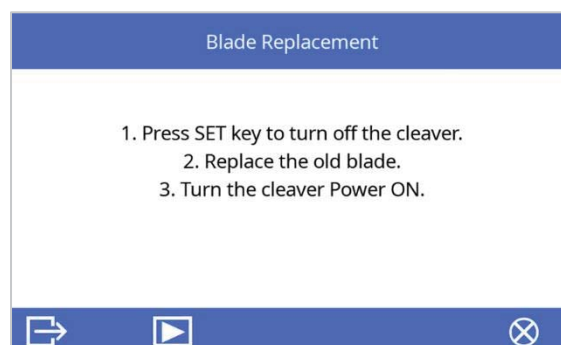 Blade Replacement
1. Press SET key to turn off the cleaver.
2. Replace the old blade.
3. Turn the cleaver Power ON.